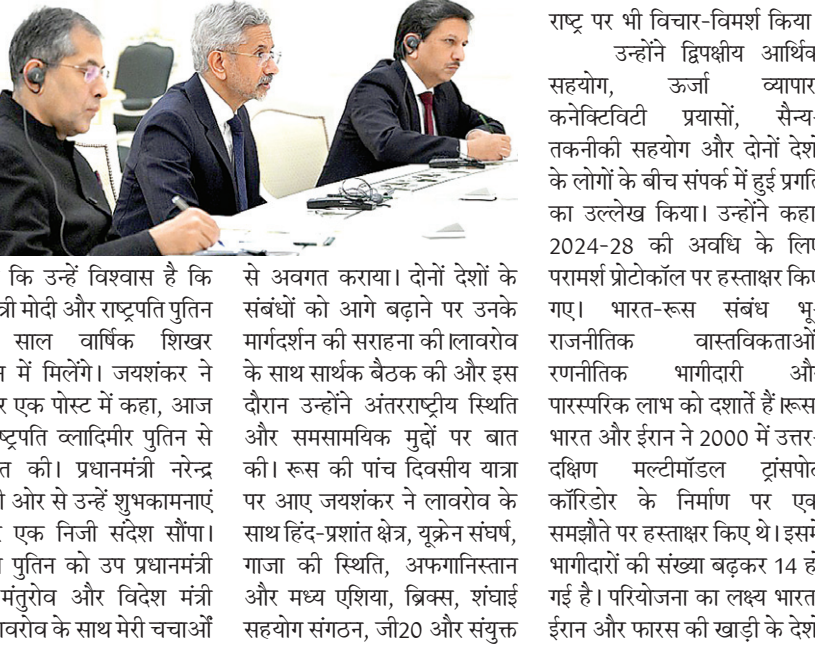 कि उन्हें विश्वास है कि
मोदी और राष्ट्रपति पुतिन
साल वार्षिक शिखर
में मिलेंगे। जयशंकर ने
एक पोस्ट में कहा, आज
व्लादिमीर पुतिन से
की। प्रधानमंत्री नरेन्द्र
ओर से उन्हें शुभकामनाएं
एक निजी संदेश सौंपा।
पुतिन को उप प्रधानमंत्री
मंतुरोव और विदेश मंत्री
के साथ मेरी चर्चाओं
से अवगत कराया। दोनों देशों के
संबंधों को आगे बढ़ाने पर उनके
मार्गदर्शन की सराहना की।लावरोव
के साथ सार्थक बैठक की और इस
दौरान उन्होंने अंतरराष्ट्रीय स्थिति
और समसामयिक मुद्दों पर बात
की। रूस की पांच दिवसीय यात्रा
पर आए जयशंकर ने लावरोव के
साथ हिंद-प्रशांत क्षेत्र, यूक्रेन संघर्ष,
गाजा की स्थिति, अफगानिस्तान
और मध्य एशिया, ब्रिक्स, शंघाई
सहयोग संगठन, जी20 और संयुक्त
राष्ट्र पर भी विचार-विमर्श किया
उन्होंने द्विपक्षीय आर्थिक
सहयोग, ऊर्जा व्यापार
कनेक्टिविटी प्रयासों, सैन्य-
तकनीकी सहयोग और दोनों देशों
के लोगों के बीच संपर्क में हुई प्रगति
का उल्लेख किया। उन्होंने कहा
2024-28 की अवधि के लिए
परामर्श प्रोटोकॉल पर हस्ताक्षर किए
गए। भारत-रूस संबंध भू-
राजनीतिक वास्तविकताओं
रणनीतिक भागीदारी और
पारस्परिक लाभ को दर्शाते हैं।रूस
भारत और ईरान ने 2000 में उत्तर-
दक्षिण मल्टीमॉडल ट्रांसपोर्ट
कॉरिडोर के निर्माण पर एक
समझौते पर हस्ताक्षर किए थे। इसमें
भागीदारों की संख्या बढ़कर 14 हो
गई है। परियोजना का लक्ष्य भारत
ईरान और फारस की खाड़ी के देशों